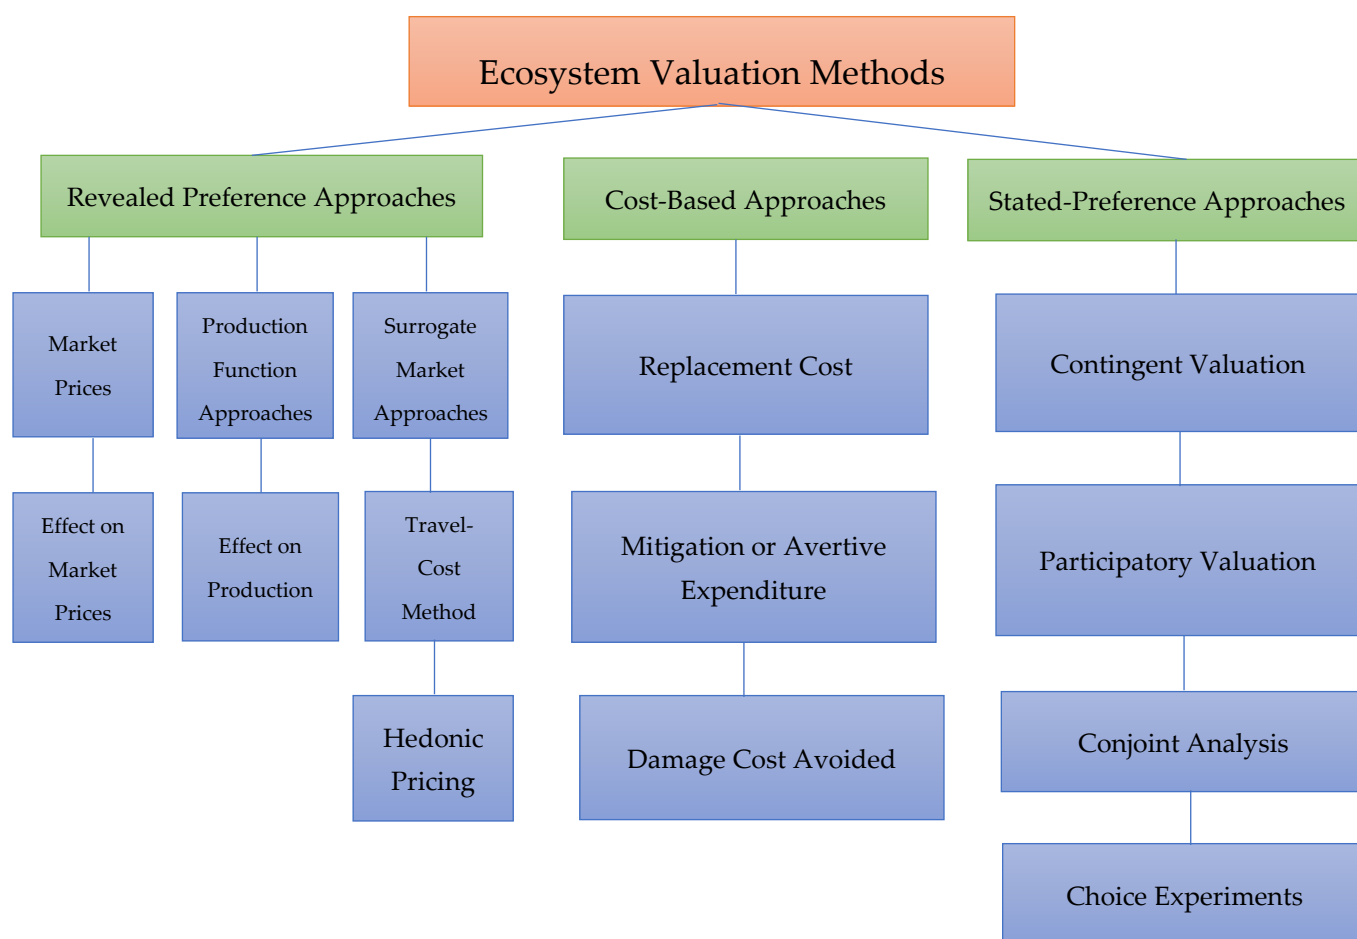 Ecosystem Valuation Methods
Revealed Preference Approaches
Cost-Based Approaches
Stated-Preference Approaches
Market
Prices
Production
Function
Approaches
Surrogate
Market
Approaches
Replacement Cost
Contingent Valuation
Effect on
Market
Prices
Effect on
Production
Travel-
Cost
Method
Mitigation or Avertive
Expenditure
Participatory Valuation
Hedonic
Pricing
Damage Cost Avoided
Conjoint Analysis
Choice Experiments